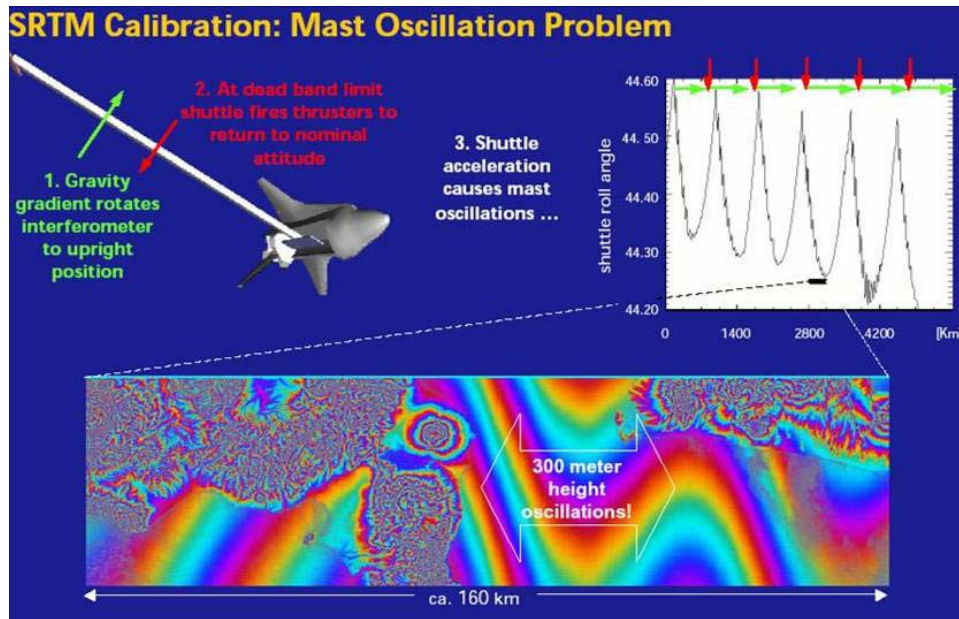 SRTM Calibration: Mast Oscillation Problem
2. At dead band limit
shuttle fires thrusters to
return to nominal
attitude
1. Gravity
gradient rotates
interferometer
to upright
position
3. Shuttle
acceleration
causes mast
oscillations ...
shuttle roll angle
44.60
44. 50
44.40
44.30
44.20
0 1400 2800 4200 [Km
300 meter
height
oscillations!
ca. 160 km